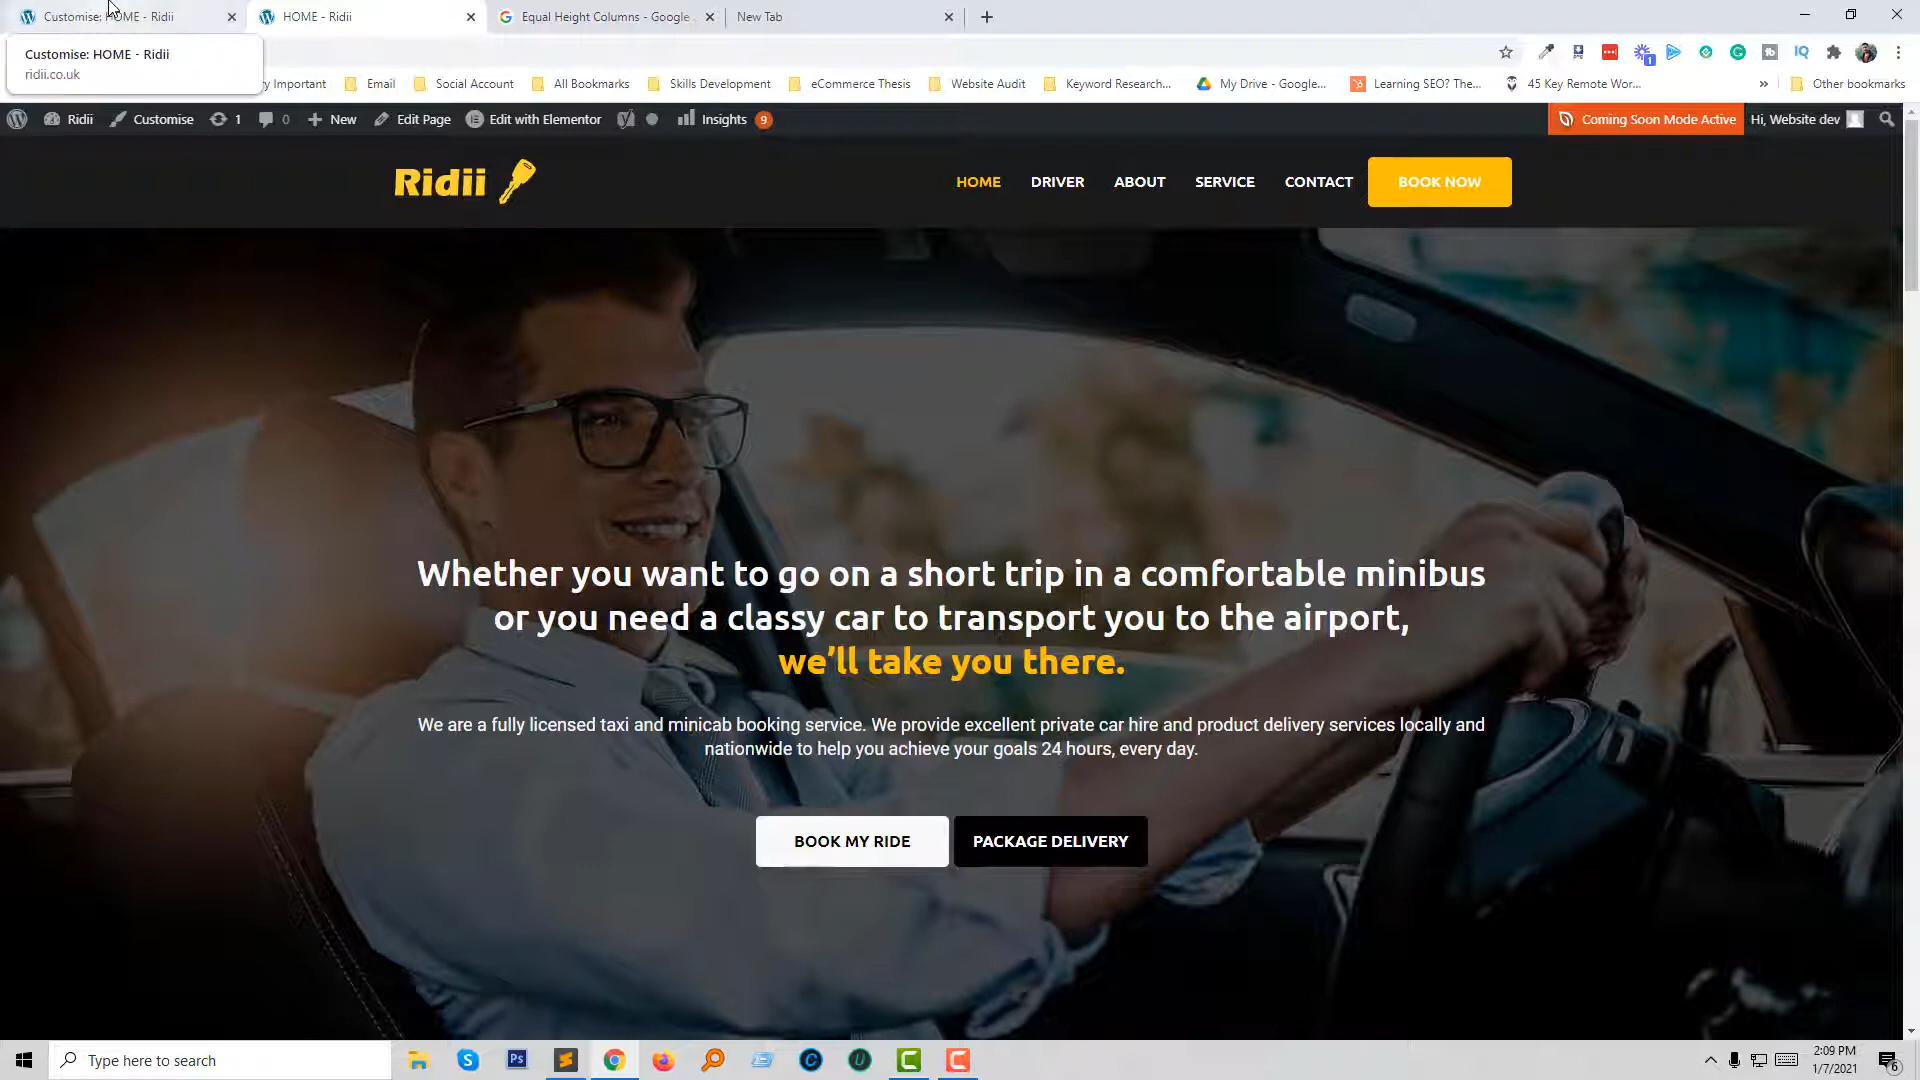 Customise: HOME - Ridii
HOME - Ridii
Equal Height Columns - Google
New Tab
Customise: HOME - Ridii
ridii.co.uk
ry Important
Email
Social Account
All Bookmarks
Skills Development
eCommerce Thesis
Website Audit
Keyword Research...
My Drive - Google...
Learning SEO? The...
45 Key Remote Wor...
»
Other bookmarks
Ridii
Customise
1
0
New
Edit Page
Edit with Elementor
Insights
9
Coming Soon Mode Active
Hi, Website dev
Ridii
HOME
DRIVER
ABOUT
SERVICE
CONTACT
BOOK NOW
Whether you want to go on a short trip in a comfortable minibus
or you need a classy car to transport you to the airport,
we'll take you there.
We are a fully licensed taxi and minicab booking service. We provide excellent private car hire and product delivery services locally and
nationwide to help you achieve your goals 24 hours, every day.
BOOK MY RIDE
PACKAGE DELIVERY
Type here to search
2:09 PM
1/7/2021
6